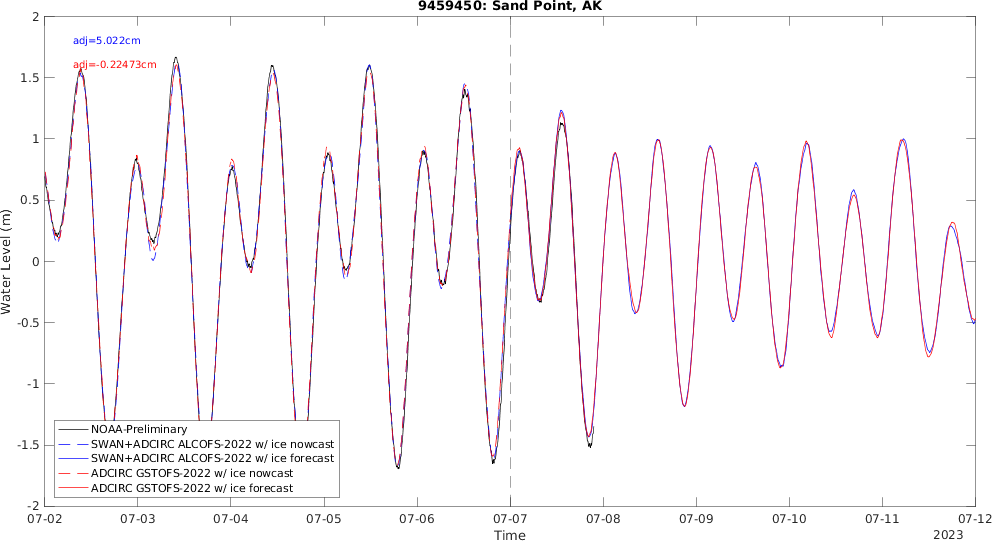 9459450: Sand Point, AK
2
adj=5.022cm
adj=-0.22473cm
1.5
1
0.5
0
-0.5
-1
-1.5
-2
Water Level (m)
NOAA-Preliminary
SWAN+ADCIRC ALCOFS-2022 w/ ice nowcast
SWAN+ADCIRC ALCOFS-2022 w/ ice forecast
ADCIRC GSTOFS-2022 w/ ice nowcast
ADCIRC GSTOFS-2022 w/ ice forecast
07-02 07-03 07-04 07-05 07-06 07-07 07-08 07-09 07-10 07-11 07-12
Time
2023